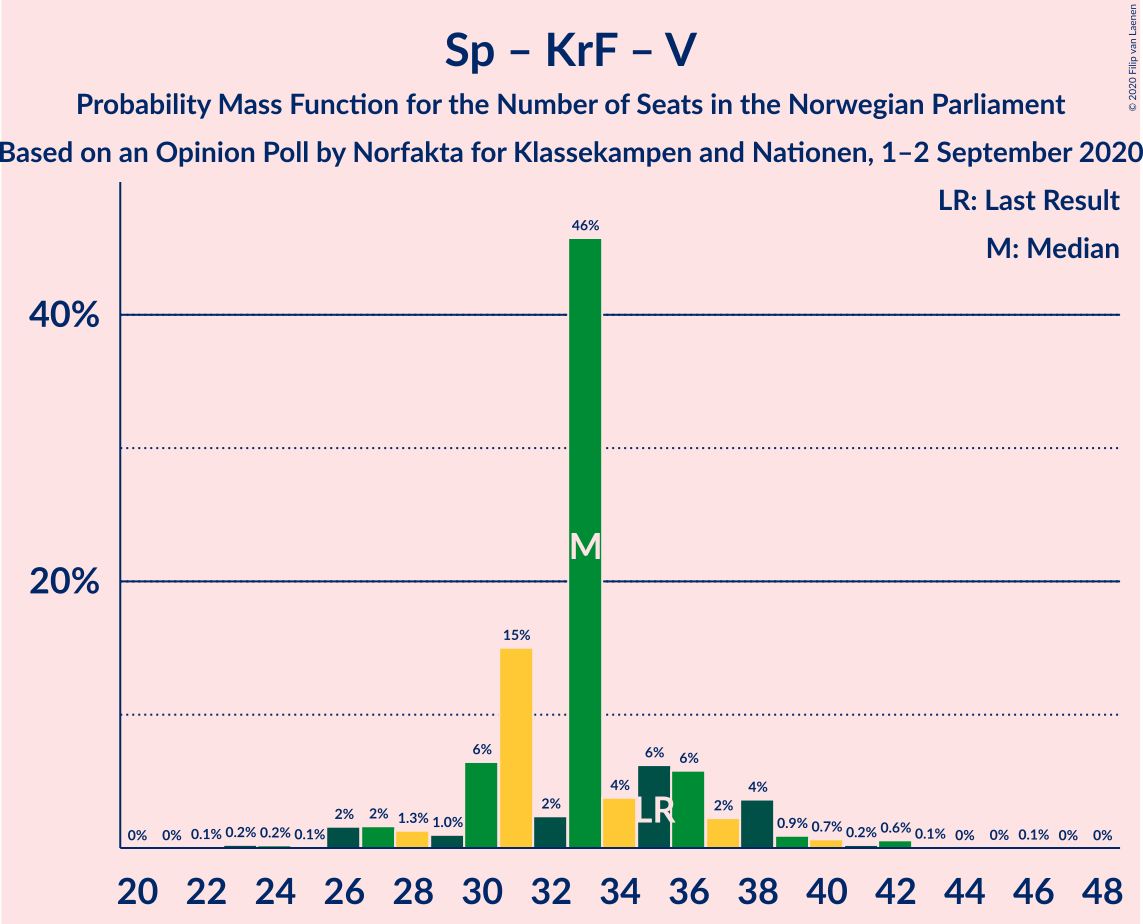 Sp – KrF – V
Probability Mass Function for the Number of Seats in the Norwegian Parliament
Based on an Opinion Poll by Norfakta for Klassekampen and Nationen, 1–2 September 2020
© 2020 Filip van Laenen
LR: Last Result
M: Median
40%
20%
0% 0% 0.1% 0.2% 0.2% 0.1% 2% 2% 1.3% 1.0% 6% 15% 2% 46% 4% 6% 6% 2% 4% 0.9% 0.7% 0.2% 0.6% 0.1% 0% 0% 0.1% 0% 0%
M
LR
20 22 24 26 28 30 32 34 36 38 40 42 44 46 48